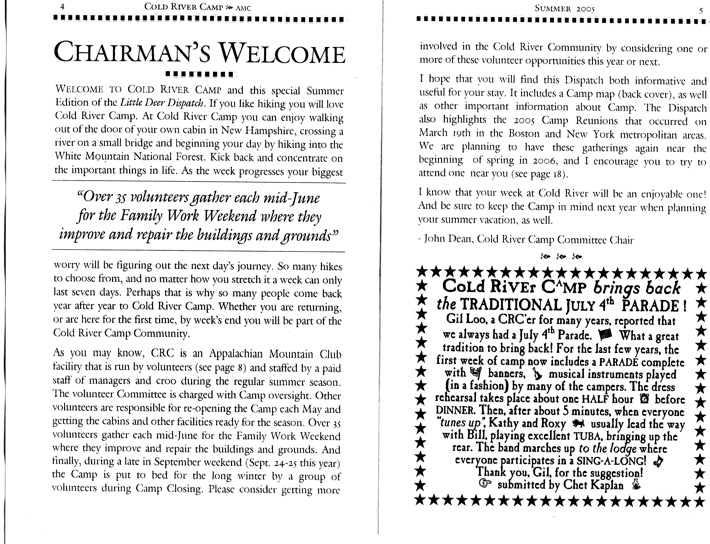 4 COLD RIVER CAMP AMC
CHAIRMAN'S WELCOME
WELCOME TO COLD RIVER CAMP and this special Summer
Edition of the Little Deer Dispatch. If you like hiking you will love
Cold River Camp. At Cold River Camp you can enjoy walking
out of the door of your own cabin in New Hampshire, crossing a
river on a small bridge and beginning your day by hiking into the
White Mountain National Forest. Kick back and concentrate on
the important things in life. As the week progresses your biggest
"Over 35 volunteers gather each mid-June
for the Family Work Weekend where they
improve and repair the buildings and grounds"
worry will be figuring out the next day's journey. So many hikes
to choose from, and no matter how you stretch it a week can only
last seven days. Perhaps that is why so many people come back
year after year to Cold River Camp. Whether you are returning,
or are here for the first time, by week's end you will be part of the
Cold River Camp Community.
As you may know, CRC is an Appalachian Mountain Club
facility that is run by volunteers (see page 8) and staffed by a paid
staff of managers and croo during the regular summer season.
The volunteer Committee is charged with Camp oversight. Other
volunteers are responsible for re-opening the Camp each May and
getting the cabins and other facilities ready for the season. Over 35
volunteers gather each mid-June for the Family Work Weekend
where they improve and repair the buildings and grounds. And
finally, during a late in September weekend (Sept. 24-25 this year)
the Camp is put to bed for the long winter by a group of
volunteers during Camp Closing. Please consider getting more
SUMMER 2005 5
involved in the Cold River Community by considering one or
more of these volunteer opportunities this year or next.
I hope that you will find this Dispatch both informative and
useful for your stay. It includes a Camp map (back cover), as well
as other important information about Camp. The Dispatch
also highlights the 2005 Camp Reunions that occurred on
March 19th in the Boston and New York metropolitan areas.
We are planning to have these gatherings again near the
beginning of spring in 2006, and I encourage you to try to
attend one near you (see page 18).
I know that your week at Cold River will be an enjoyable one!
And be sure to keep the Camp in mind next year when planning
your summer vacation, as well.
- John Dean, Cold River Camp Committee Chair
COLD RIVER CAMP brings back
the TRADITIONAL JULY 4th PARADE !
Gil Loo, a CRC'er for many years, reported that
we always had a July 4th Parade. What a great
tradition to bring back! For the last few years, the
first week of camp now includes a PARADE complete
with banners, musical instruments played
(in a fashion) by many of the campers. The dress
rehearsal takes place about one HALF hour before
DINNER. Then, after about 5 minutes, when everyone
"tunes up", Kathy and Roxy usually lead the way
with Bill, playing excellent TUBA, bringing up the
rear. The band marches up to the lodge where
everyone participates in a SING-A-LONG!
Thank you, Gil, for the suggestion!
submitted by Chet Kaplan